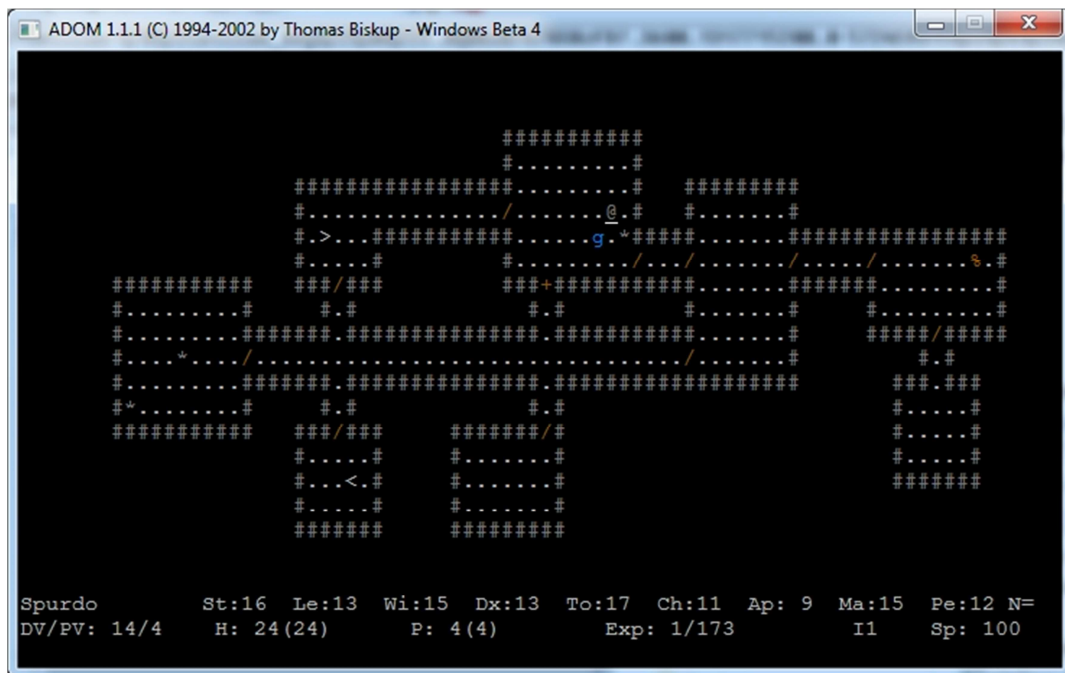 ADOM 1.1.1 (C) 1994-2002 by Thomas Biskup - Windows Beta 4
                                     ###########
                                     #.........#
                     #################.........#   #########
                     #.............../.......@.#   #.......#
                     #.>...###########......g.*#####.......#################
                     #.....#         #........./.../......./...../.......%.#
       ###########   ###/###         ###+###########.......#######.........#
       #.........#     #.#             #.#         #.......#     #.........#
       #.........#######.###############.###########.......#     #####/#####
       #....*..../................................./.......#         #.#
       #.........#######.###############.###################       ###.###
       #*........#     #.#             #.#                         #.....#
       ###########   ###/###     #######/#                         #.....#
                     #.....#     #.......#                         #.....#
                     #...<.#     #.......#                         #######
                     #.....#     #.......#
                     #######     #########
Spurdo St:16 Le:13 Wi:15 Dx:13 To:17 Ch:11 Ap: 9 Ma:15 Pe:12 N=
DV/PV: 14/4 H: 24(24) P: 4(4) Exp: 1/173 I1 Sp: 100